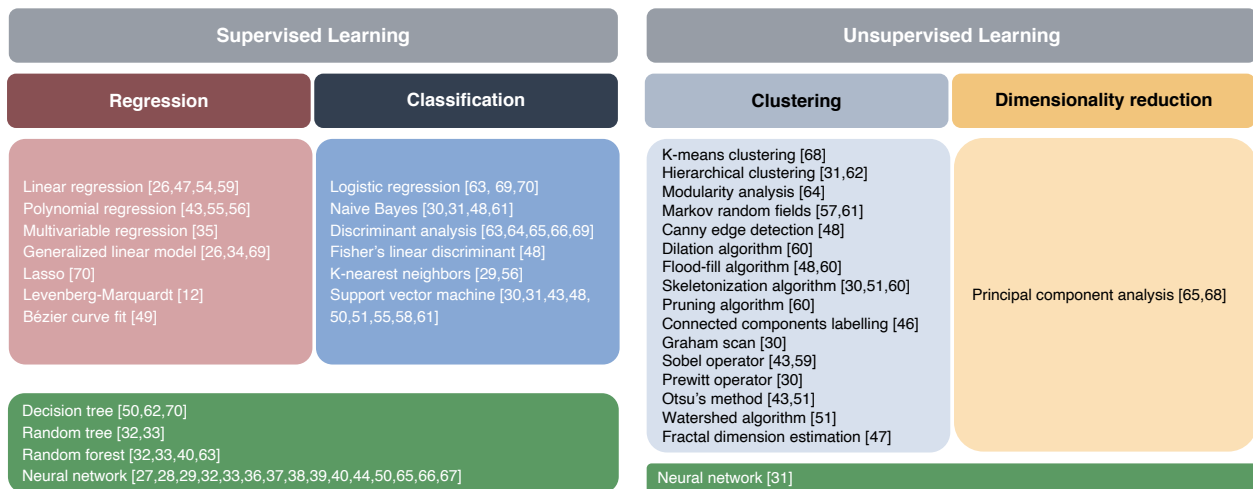 Supervised Learning
Regression
Classification
Linear regression [26,47,54,59]
Polynomial regression [43,55,56]
Multivariable regression [35]
Generalized linear model [26,34,69]
Lasso [70]
Levenberg-Marquardt [12]
Bézier curve fit [49]
Logistic regression [63, 69,70]
Naive Bayes [30,31,48,61]
Discriminant analysis [63,64,65,66,69]
Fisher's linear discriminant [48]
K-nearest neighbors [29,56]
Support vector machine [30,31,43,48,
50,51,55,58,61]
Decision tree [50,62,70]
Random tree [32,33]
Random forest [32,33,40,63]
Neural network [27,28,29,32,33,36,37,38,39,40,44,50,65,66,67]
Unsupervised Learning
Clustering
Dimensionality reduction
K-means clustering [68]
Hierarchical clustering [31,62]
Modularity analysis [64]
Markov random fields [57,61]
Canny edge detection [48]
Dilation algorithm [60]
Flood-fill algorithm [48,60]
Skeletonization algorithm [30,51,60]
Pruning algorithm [60]
Connected components labelling [46]
Graham scan [30]
Sobel operator [43,59]
Prewitt operator [30]
Otsu's method [43,51]
Watershed algorithm [51]
Fractal dimension estimation [47]
Principal component analysis [65,68]
Neural network [31]